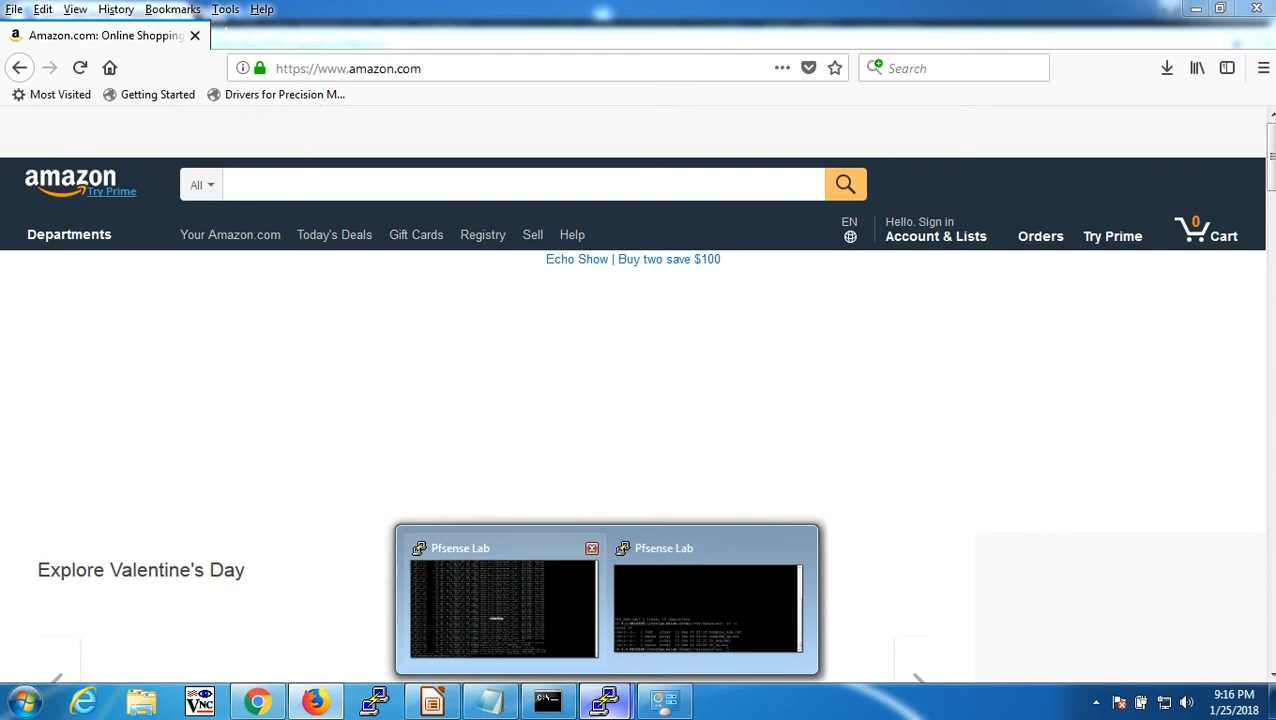 File Edit View History Bookmarks Tools Help
Amazon.com: Online Shopping
https://www.amazon.com
Search
Most Visited Getting Started Drivers for Precision M...
amazon
Try Prime
All
EN Hello. Sign in 0
Departments Your Amazon.com Today's Deals Gift Cards Registry Sell Help Account & Lists Orders Try Prime Cart
Echo Show | Buy two save $100
Pfsense Lab Pfsense Lab
Explore Valentine's Day
VNC
C:\
9:16 PM
1/25/2018